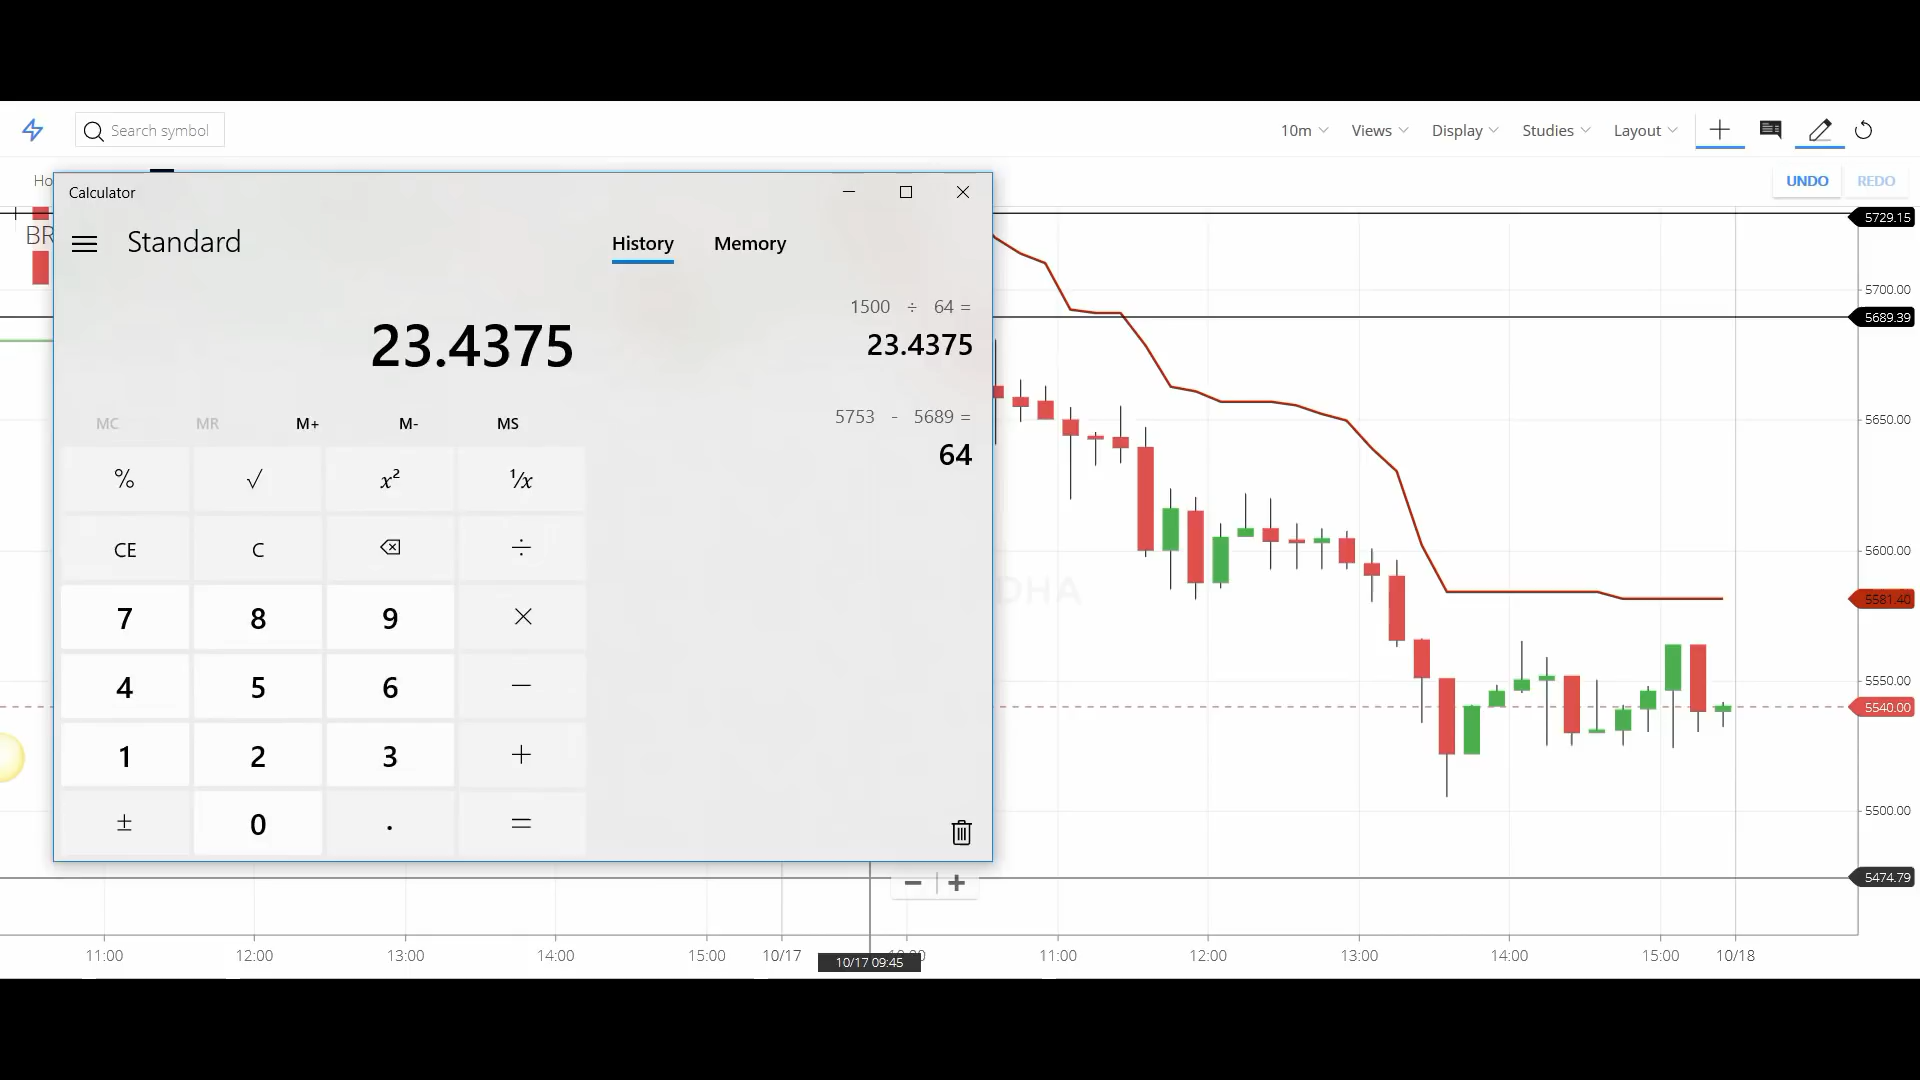 Search symbol
10m
Views
Display
Studies
Layout
Ho
UNDO
REDO
BR
Calculator
Standard
History
Memory
1500 ÷ 64 =
23.4375
23.4375
5753 - 5689 =
64
MC
MR
M+
M-
MS
% √ x² ¹/x
CE C ÷
7 8 9 ×
4 5 6 −
1 2 3 +
± 0 . =
DHA
5729.15
5700.00
5689.39
5650.00
5600.00
5581.40
5550.00
5540.00
5500.00
5474.79
− +
11:00
12:00
13:00
14:00
15:00
10/17
10/17 09:45
11:00
12:00
13:00
14:00
15:00
10/18